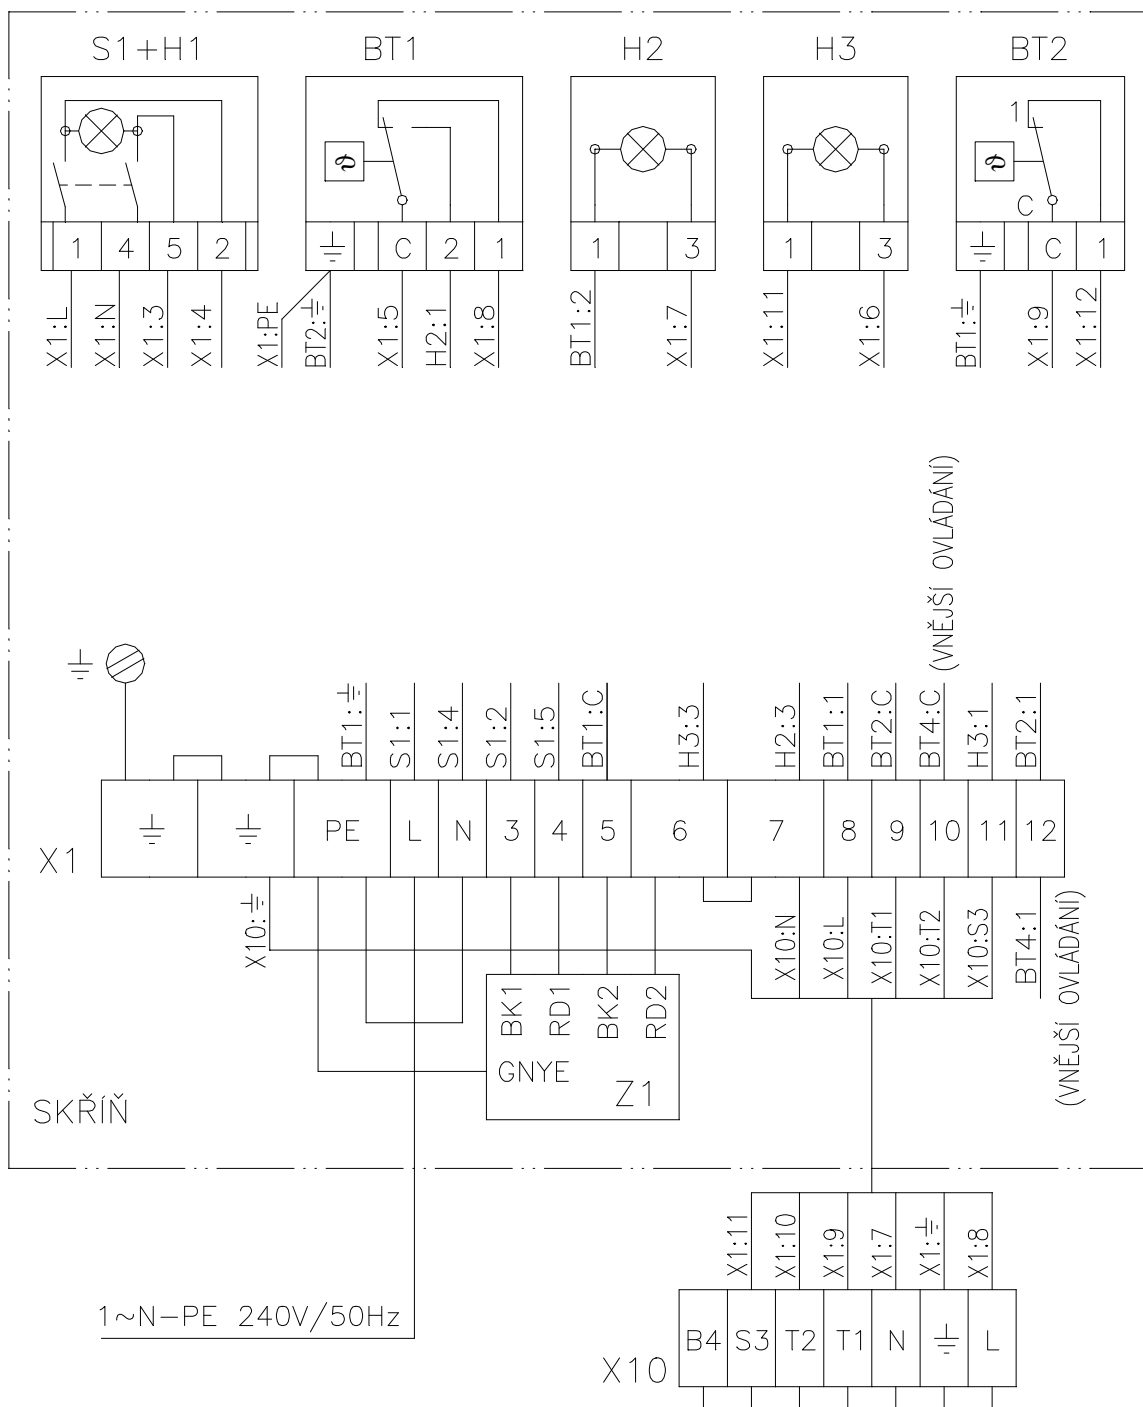 S1+H1 BT1 H2 H3 BT2
1
ϑ ϑ
C
1 4 5 2 C 2 1 1 3 1 3 C 1
X1:L X1:N X1:3 X1:4 X1:PE BT2:⏚ X1:5 H2:1 X1:8 BT1:2 X1:7 X1:11 X1:6 BT1:⏚ X1:9 X1:12
(VNĚJŠÍ OVLÁDÁNÍ)
BT1:⏚ S1:1 S1:4 S1:2 S1:5 BT1:C H3:3 H2:3 BT1:1 BT2:C BT4:C H3:1 BT2:1
X1 PE L N 3 4 5 6 7 8 9 10 11 12
X10:⏚ X10:N X10:L X10:T1 X10:T2 X10:S3 BT4:1
(VNĚJŠÍ OVLÁDÁNÍ)
BK1 RD1 BK2 RD2
GNYE
Z1
SKŘÍŇ
X1:11 X1:10 X1:9 X1:7 X1:⏚ X1:8
1~N-PE 240V/50Hz
X10 B4 S3 T2 T1 N L